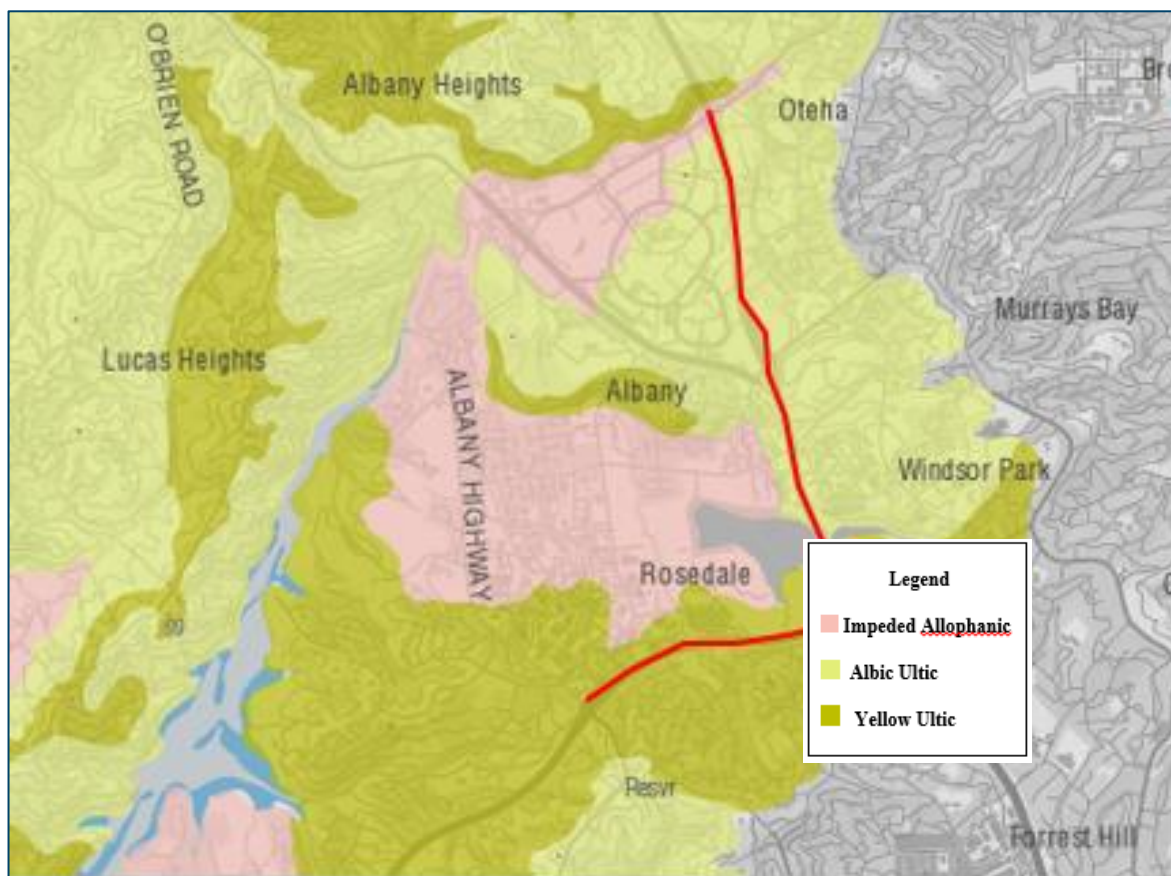 O'BRIEN ROAD
Albany Heights
Oteha
Bro
Murrays Bay
Lucas Heights
ALBANY HIGHWAY
Albany
Windsor Park
Rosedale
Legend
Impeded Allophanic
Albic Ultic
Yellow Ultic
Resvr
Forrest Hill